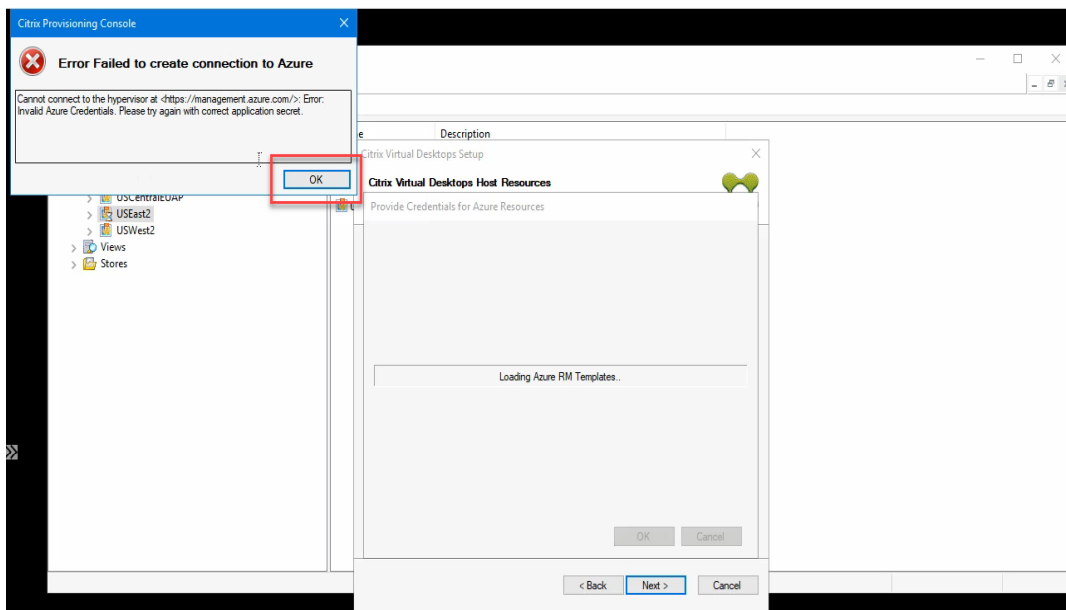 Citrix Provisioning Console
Error Failed to create connection to Azure
Cannot connect to the hypervisor at <https://management.azure.com/>: Error:
Invalid Azure Credentials. Please try again with correct application secret.
OK
Description
Citrix Virtual Desktops Setup
Citrix Virtual Desktops Host Resources
Provide Credentials for Azure Resources
USCentralEUAP
USEast2
USWest2
Views
Stores
Loading Azure RM Templates..
OK Cancel
< Back Next > Cancel